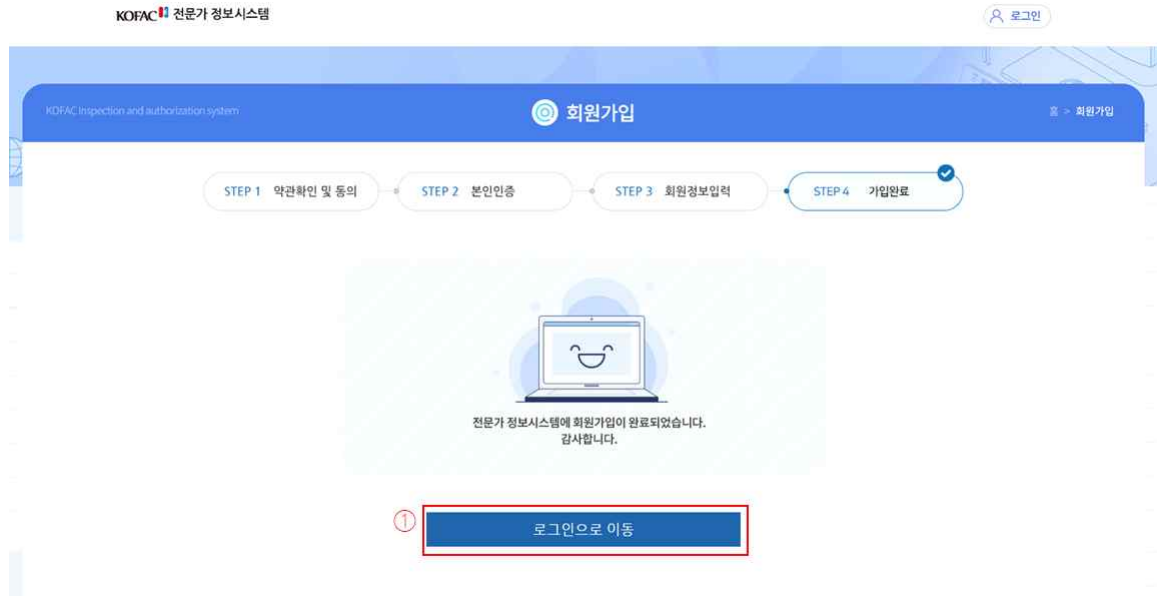 KOFAC 전문가 정보시스템
로그인
KOFAC Inspection and authorization system
회원가입
홈 > 회원가입
STEP 1 약관확인 및 동의
STEP 2 본인인증
STEP 3 회원정보입력
STEP 4 가입완료
전문가 정보시스템에 회원가입이 완료되었습니다.
감사합니다.
①
로그인으로 이동